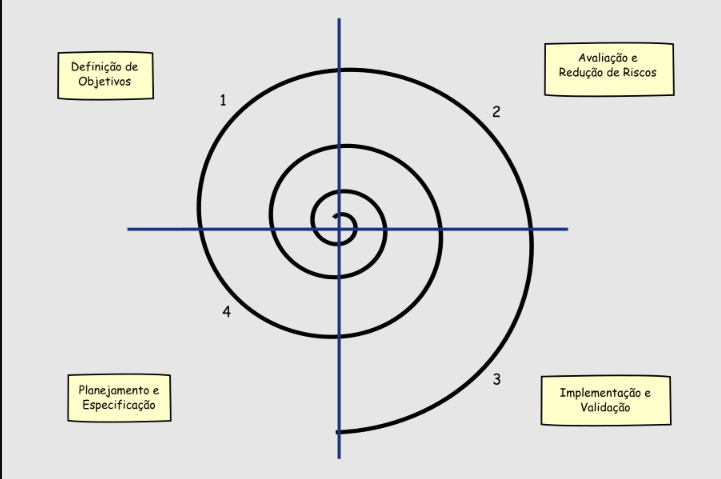 Definição de
Objetivos
Avaliação e
Redução de Riscos
1
2
4
3
Planejamento e
Especificação
Implementação e
Validação